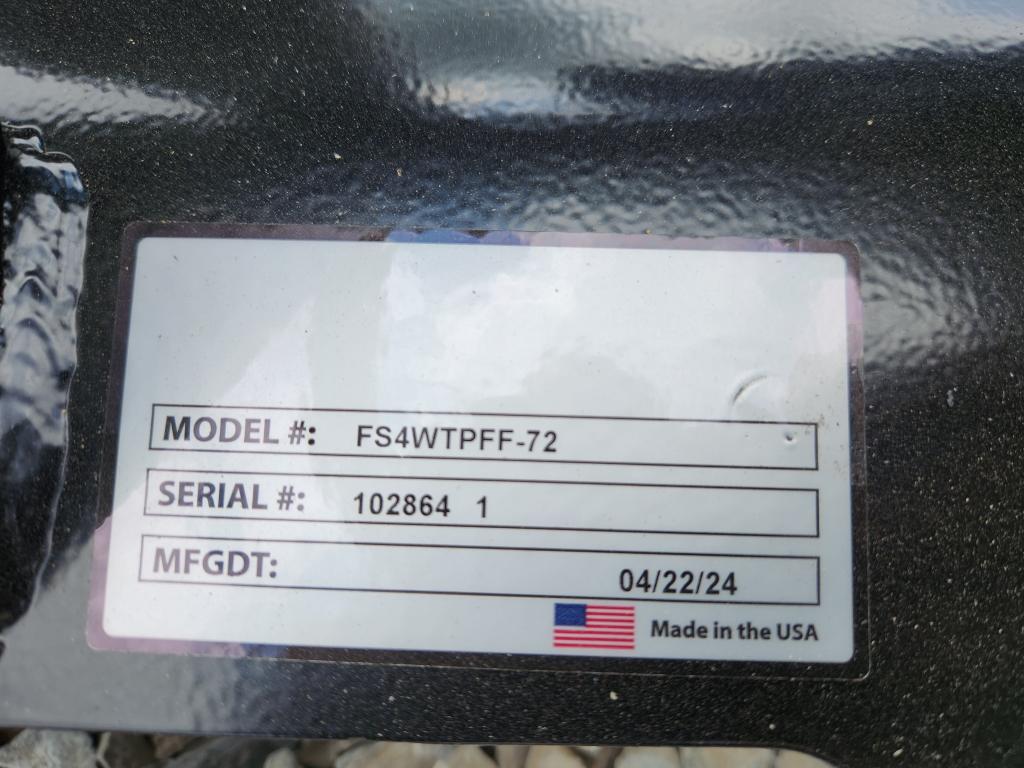 MODEL #: FS4WTPFF-72
SERIAL #: 102864 1
MFGDT: 04/22/24
Made in the USA